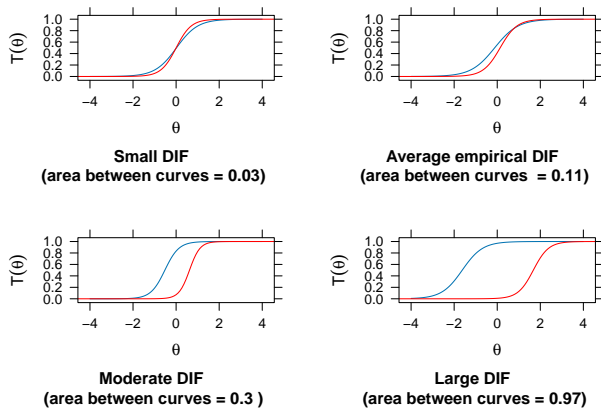 T(θ)
1.0
0.8
0.6
0.4
0.2
0.0
−4 −2 0 2 4
θ
Small DIF
(area between curves = 0.03)
T(θ)
1.0
0.8
0.6
0.4
0.2
0.0
−4 −2 0 2 4
θ
Average empirical DIF
(area between curves = 0.11)
T(θ)
1.0
0.8
0.6
0.4
0.2
0.0
−4 −2 0 2 4
θ
Moderate DIF
(area between curves = 0.3 )
T(θ)
1.0
0.8
0.6
0.4
0.2
0.0
−4 −2 0 2 4
θ
Large DIF
(area between curves = 0.97)